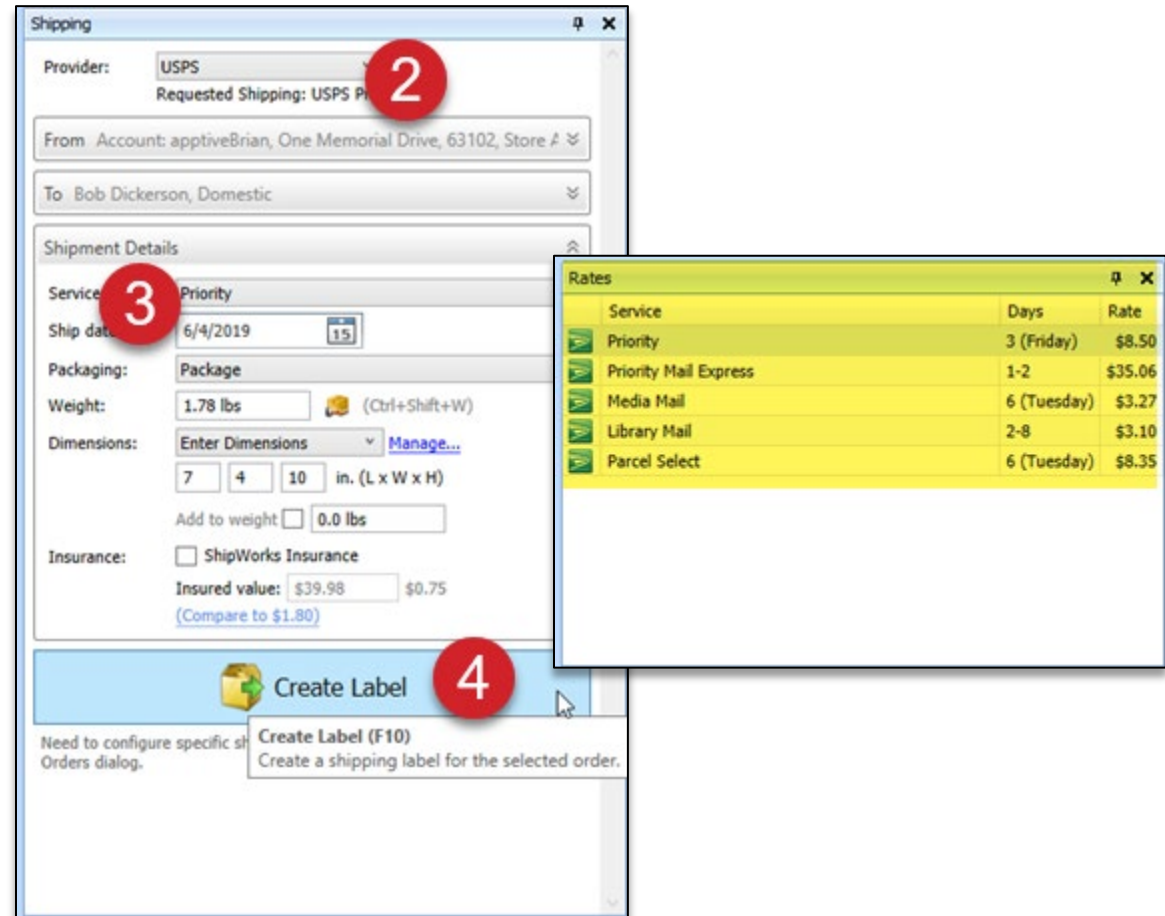 Shipping
Provider: USPS
2
Requested Shipping: USPS P
From Account: apptiveBrian, One Memorial Drive, 63102, Store A
To Bob Dickerson, Domestic
Shipment Details
Service Priority
3
Ship date 6/4/2019 15
Packaging: Package
Weight: 1.78 lbs (Ctrl+Shift+W)
Dimensions: Enter Dimensions Manage...
7 4 10 in. (L x W x H)
Add to weight 0.0 lbs
Insurance: ShipWorks Insurance
Insured value: $39.98 $0.75
(Compare to $1.80)
Create Label
4
Need to configure specific sh
Orders dialog.
Create Label (F10)
Create a shipping label for the selected order.
Rates
Service Days Rate
Priority 3 (Friday) $8.50
Priority Mail Express 1-2 $35.06
Media Mail 6 (Tuesday) $3.27
Library Mail 2-8 $3.10
Parcel Select 6 (Tuesday) $8.35